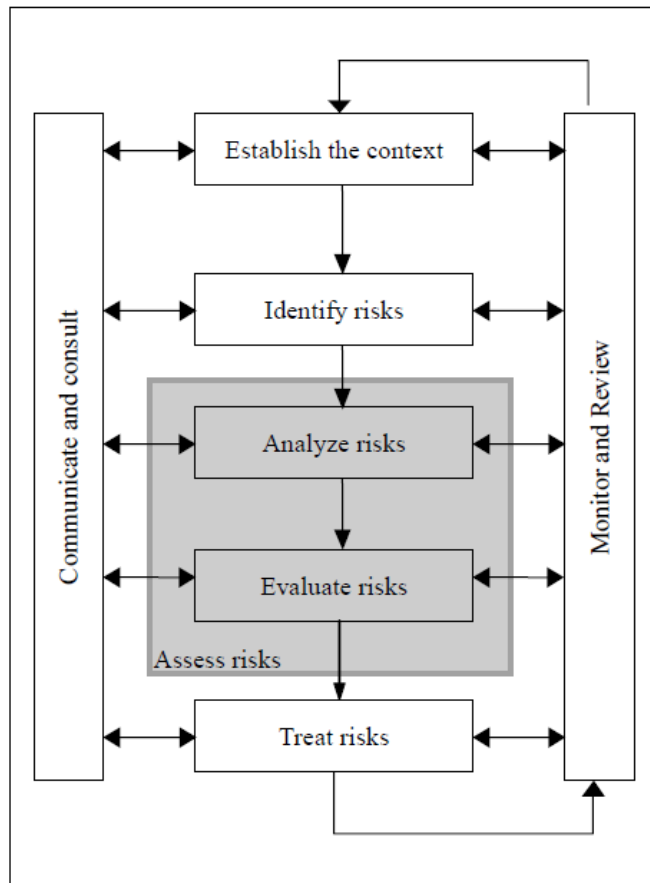 Establish the context
Identify risks
Analyze risks
Evaluate risks
Assess risks
Treat risks
Communicate and consult
Monitor and Review